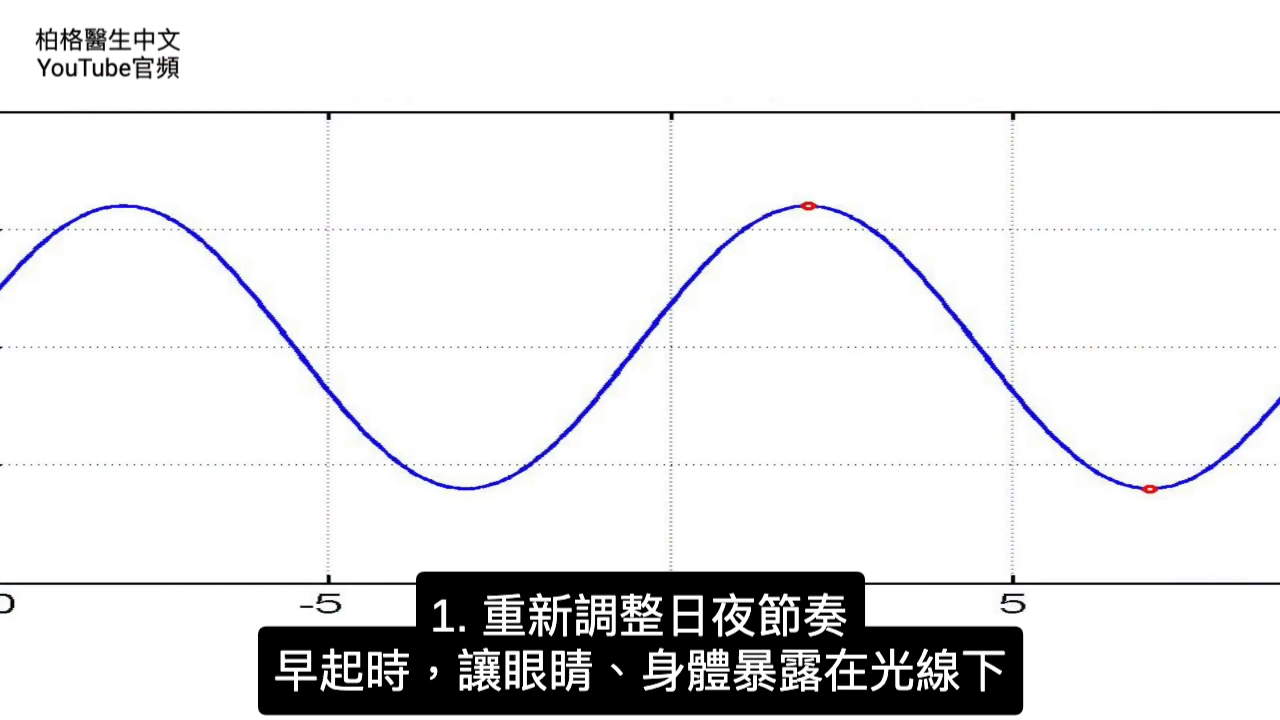 柏格醫生中文
YouTube官頻
-5
5
1. 重新調整日夜節奏
早起時，讓眼睛、身體暴露在光線下